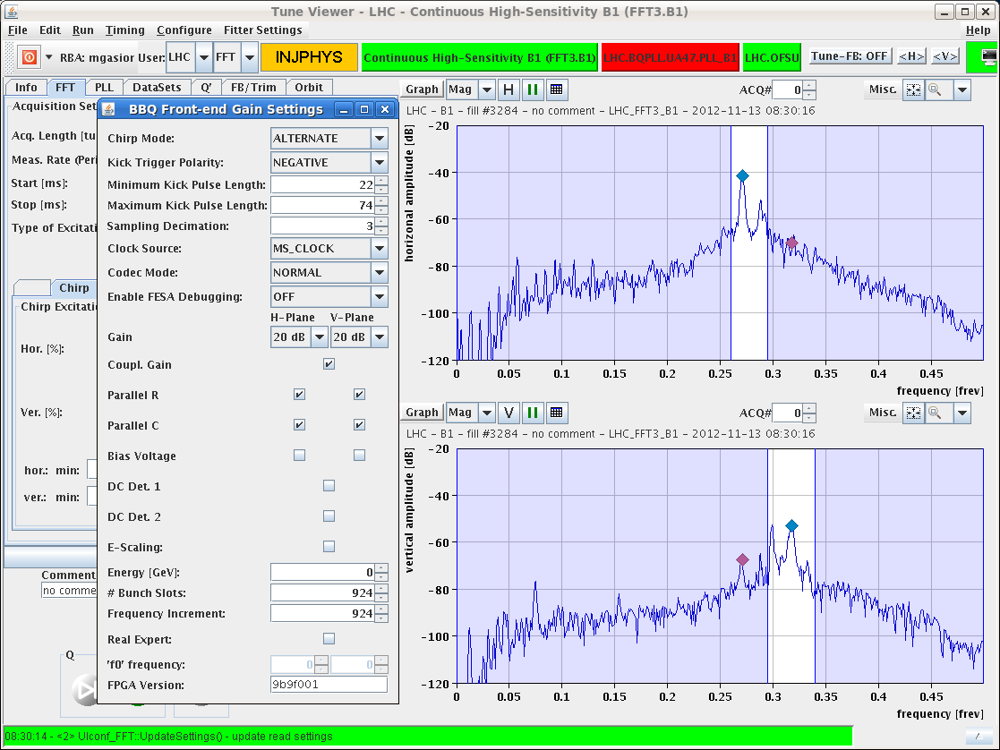 Tune Viewer - LHC - Continuous High-Sensitivity B1 (FFT3.B1)
File Edit Run Timing Configure Fitter Settings Help
RBA: mgasior User: LHC FFT INJPHYS Continuous High-Sensitivity B1 (FFT3.B1) LHC.BQPLL.UA47.PLL_B1 LHC.OFSU Tune-FB: OFF <H> <V>
Info FFT PLL DataSets Q' FB/Trim Orbit
Acquisition Set
Acq. Length [tu
Meas. Rate (Peri
Start [ms]:
Stop [ms]:
Type of Excitati
Chirp
Chirp Excitatio
Hor. [%]:
Ver. [%]:
hor.: min:
ver.: min:
Comment
no comme
Q
BBQ Front-end Gain Settings
Chirp Mode: ALTERNATE
Kick Trigger Polarity: NEGATIVE
Minimum Kick Pulse Length: 22
Maximum Kick Pulse Length: 74
Sampling Decimation: 3
Clock Source: MS_CLOCK
Codec Mode: NORMAL
Enable FESA Debugging: OFF
H-Plane V-Plane
Gain 20 dB 20 dB
Coupl. Gain
Parallel R
Parallel C
Bias Voltage
DC Det. 1
DC Det. 2
E-Scaling:
Energy [GeV]: 0
# Bunch Slots: 924
Frequency Increment: 924
Real Expert:
'f0' frequency: 0 0
FPGA Version: 9b9f001
Graph Mag H ACQ# 0 Misc.
LHC - B1 - fill #3284 - no comment - LHC_FFT3_B1 - 2012-11-13 08:30:16
horizonal amplitude [dB]
-20
-40
-60
-80
-100
-120
0 0.05 0.1 0.15 0.2 0.25 0.3 0.35 0.4 0.45
frequency [frev]
Graph Mag V ACQ# 0 Misc.
LHC - B1 - fill #3284 - no comment - LHC_FFT3_B1 - 2012-11-13 08:30:16
vertical amplitude [dB]
-20
-40
-60
-80
-100
-120
0 0.05 0.1 0.15 0.2 0.25 0.3 0.35 0.4 0.45
frequency [frev]
08:30:14 - <2> UIconf_FFT::UpdateSettings() - update read settings